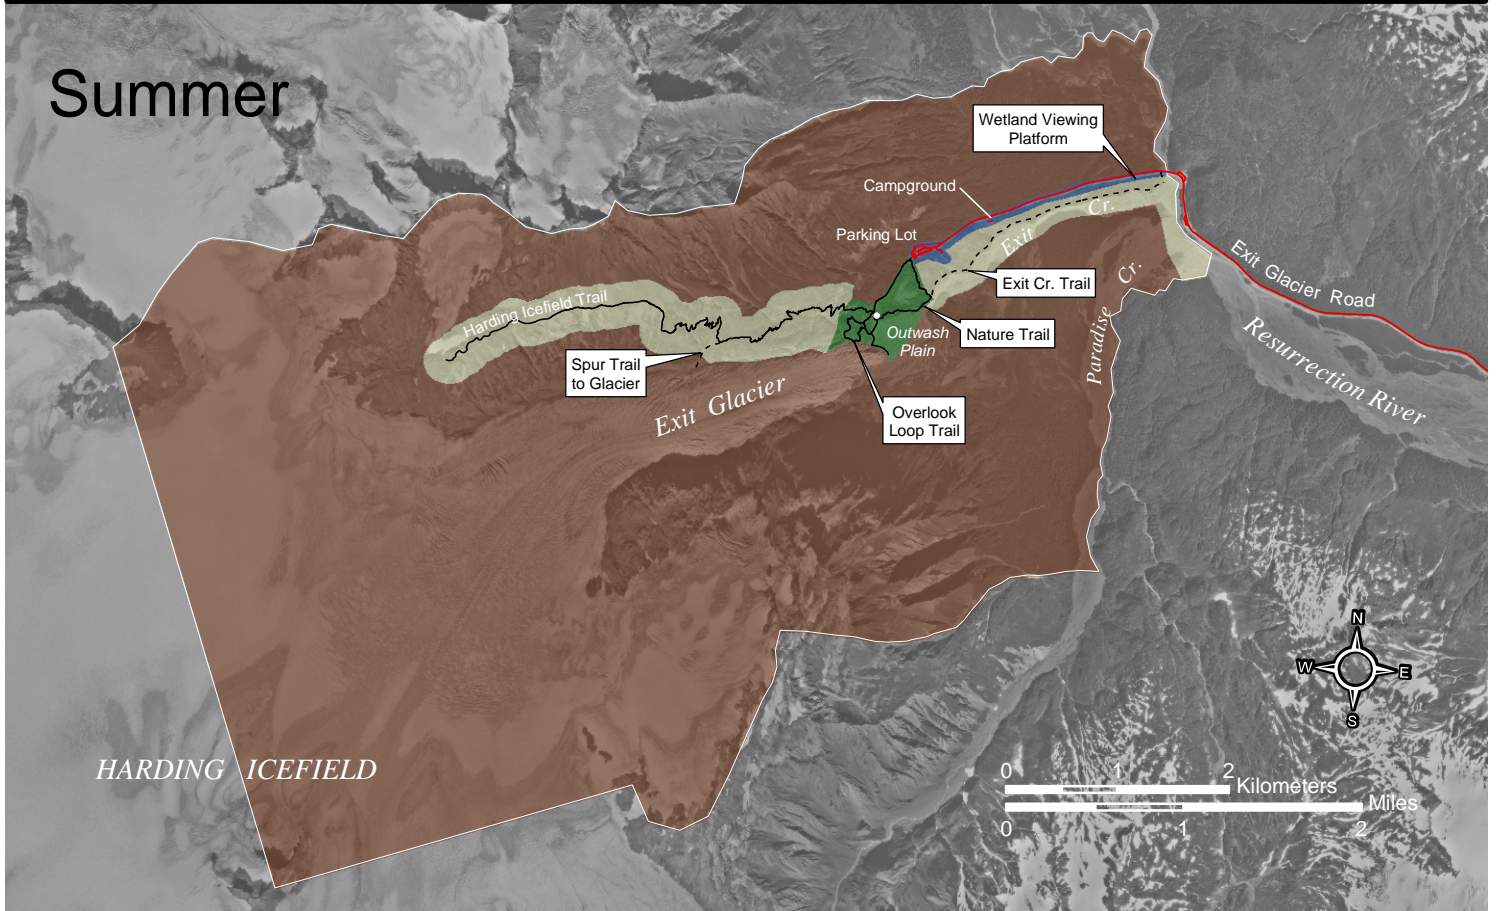 Summer
Wetland Viewing
Platform
Campground
Parking Lot
Cr.
Exit
Exit Cr. Trail
Cr.
Paradise
Exit Glacier Road
Harding Icefield Trail
Nature Trail
Outwash
Plain
Resurrection River
Spur Trail
to Glacier
Exit Glacier
Overlook
Loop Trail
N
W
E
S
HARDING ICEFIELD
0 1 2
Kilometers
Miles
0 1 2